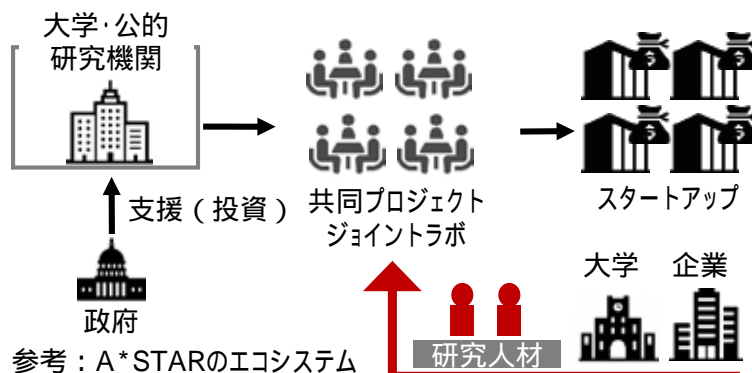 大学・公的
研究機関
支援（投資）
政府
共同プロジェクト
ジョイントラボ
$
$
$
$
スタートアップ
大学
企業
研究人材
参考：A*STARのエコシステム